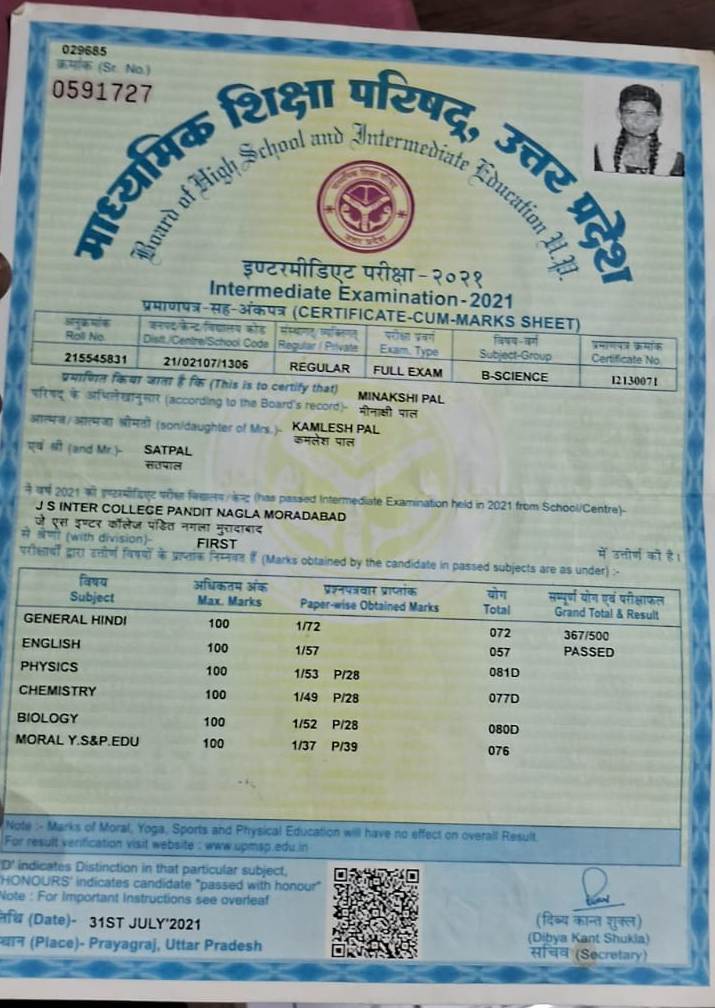 029685
क्रमांक (Sr. No.)
0591727
माध्यमिक शिक्षा परिषद्, उत्तर प्रदेश
Board of High School and Intermediate Education U.P.
उत्तर प्रदेश
इण्टरमीडिएट परीक्षा-२०२१
Intermediate Examination-2021
प्रमाणपत्र-सह-अंकपत्र (CERTIFICATE-CUM-MARKS SHEET)
अनुक्रमांक जनपद/केन्द्र/विद्यालय कोड संस्थागत/व्यक्तिगत परीक्षा प्रवर्ग विषय-वर्ग प्रमाणपत्र क्रमांक
Roll No. Distt./Centre/School Code Regular / Private Exam. Type Subject-Group Certificate No.
215545831 21/02107/1306 REGULAR FULL EXAM B-SCIENCE 12130071
प्रमाणित किया जाता है कि (This is to certify that)
परिषद् के अभिलेखानुसार (according to the Board's record)- MINAKSHI PAL
मीनाक्षी पाल
आत्मज/आत्मजा श्रीमती (son/daughter of Mrs.)- KAMLESH PAL
कमलेश पाल
एवं श्री (and Mr.)- SATPAL
सतपाल
ने वर्ष 2021 की इण्टरमीडिएट परीक्षा विद्यालय/केन्द्र (has passed Intermediate Examination held in 2021 from School/Centre)-
J S INTER COLLEGE PANDIT NAGLA MORADABAD
जे एस इण्टर कॉलेज पंडित नगला मुरादाबाद
से श्रेणी (with division)- FIRST में उत्तीर्ण की है।
परीक्षार्थी द्वारा उत्तीर्ण विषयों के प्राप्तांक निम्नवत हैं (Marks obtained by the candidate in passed subjects are as under) :-
विषय अधिकतम अंक प्रश्नपत्रवार प्राप्तांक योग सम्पूर्ण योग एवं परीक्षाफल
Subject Max. Marks Paper-wise Obtained Marks Total Grand Total & Result
GENERAL HINDI 100 1/72 072 367/500
ENGLISH 100 1/57 057 PASSED
PHYSICS 100 1/53 P/28 081D
CHEMISTRY 100 1/49 P/28 077D
BIOLOGY 100 1/52 P/28 080D
MORAL Y.S&P.EDU 100 1/37 P/39 076
Note :- Marks of Moral, Yoga, Sports and Physical Education will have no effect on overall Result.
For result verification visit website : www.upmsp.edu.in
'D' indicates Distinction in that particular subject,
'HONOURS' indicates candidate "passed with honour"
Note : For Important Instructions see overleaf
तिथि (Date)- 31ST JULY'2021
स्थान (Place)- Prayagraj, Uttar Pradesh
(दिब्य कान्त शुक्ल)
(Dibya Kant Shukla)
सचिव (Secretary)